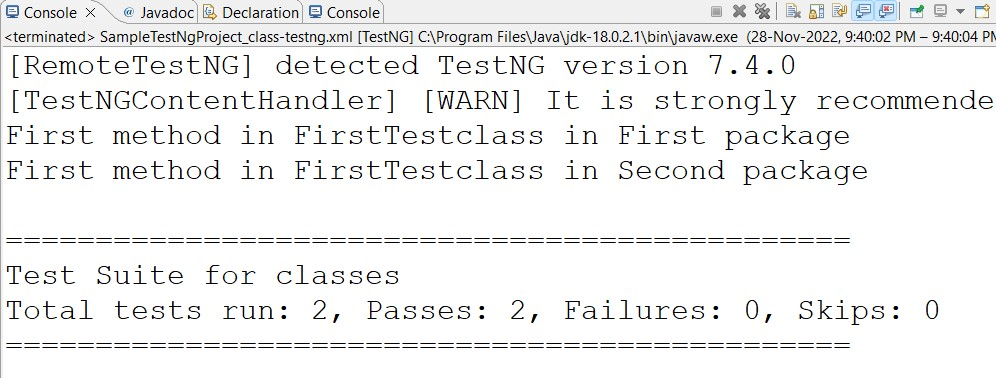 Console Javadoc Declaration Console
<terminated> SampleTestNgProject_class-testng.xml [TestNG] C:\Program Files\Java\jdk-18.0.2.1\bin\javaw.exe (28-Nov-2022, 9:40:02 PM – 9:40:04 PM
[RemoteTestNG] detected TestNG version 7.4.0
[TestNGContentHandler] [WARN] It is strongly recommende
First method in FirstTestclass in First package
First method in FirstTestclass in Second package
================================================
Test Suite for classes
Total tests run: 2, Passes: 2, Failures: 0, Skips: 0
================================================